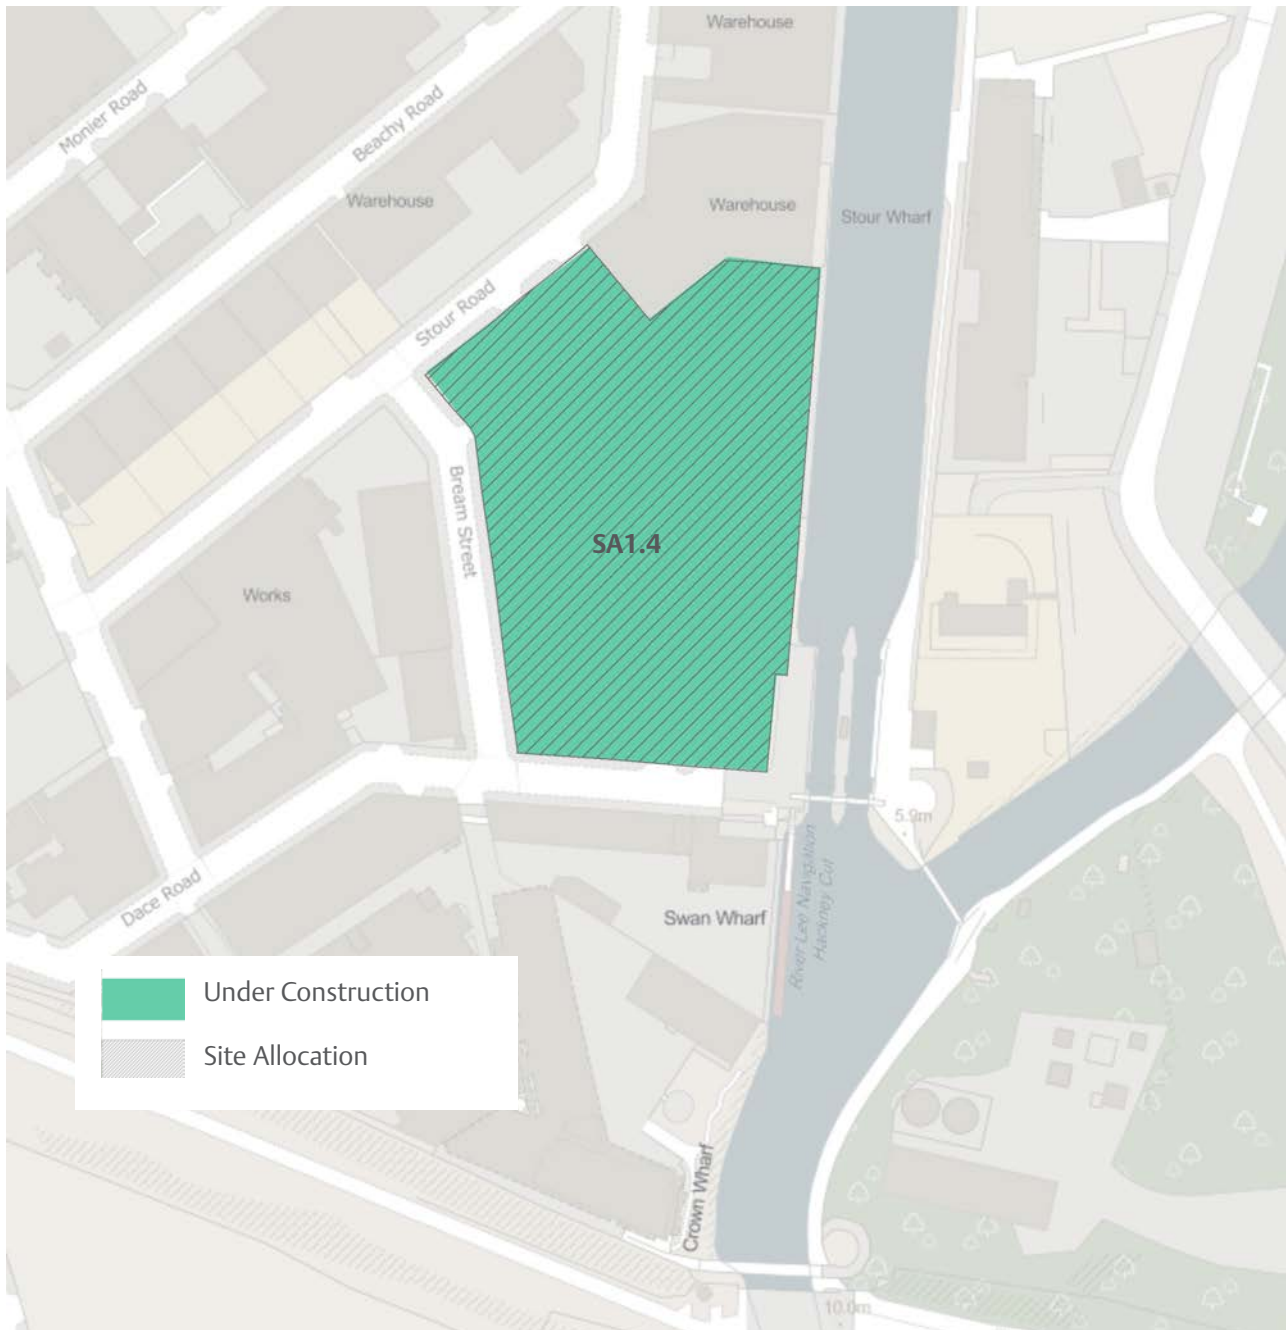 Warehouse
Monier Road
Beachy Road
Warehouse
Warehouse
Stour Wharf
Stour Road
Bream Street
SA1.4
Works
5.9m
River Lee Navigation
Hackney Cut
Dace Road
Swan Wharf
Under Construction
Site Allocation
Crown Wharf
10.0m